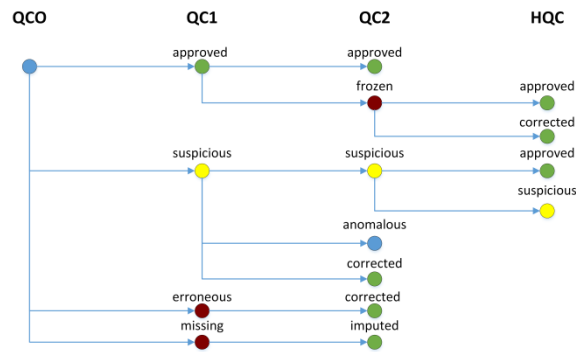 QCO QC1 QC2 HQC
approved approved
frozen approved
corrected
suspicious suspicious approved
suspicious
anomalous
corrected
erroneous corrected
missing imputed